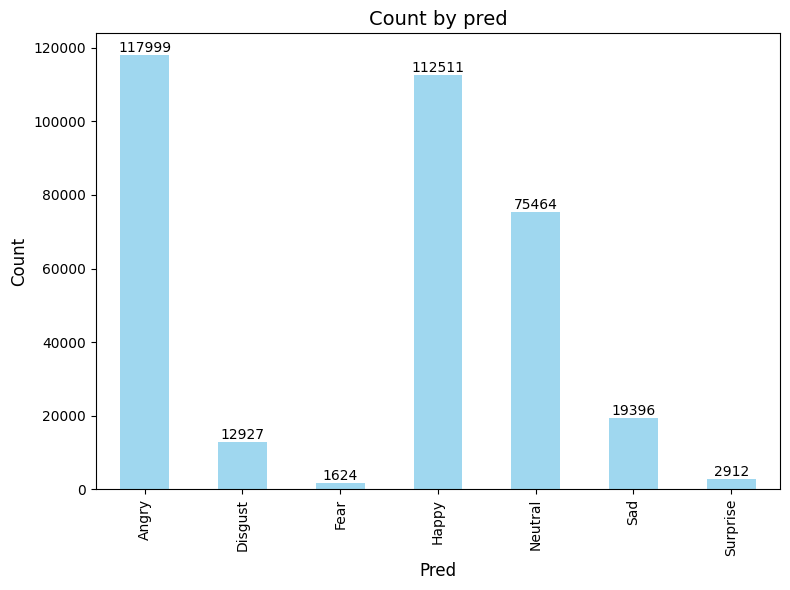 Count by pred
120000
100000
80000
60000
40000
20000
0
Count
117999
12927
1624
112511
75464
19396
2912
Angry
Disgust
Fear
Happy
Neutral
Sad
Surprise
Pred